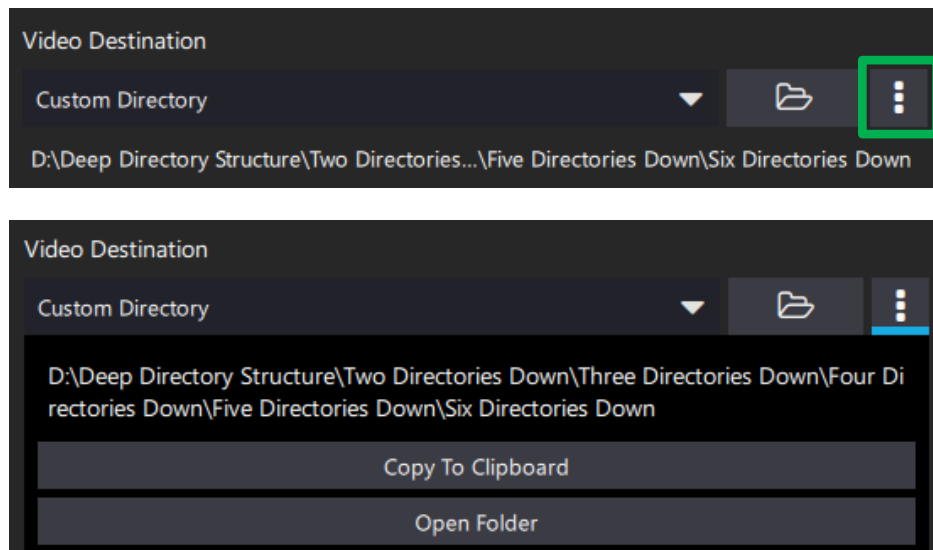 Video Destination
Custom Directory
D:\Deep Directory Structure\Two Directories...\Five Directories Down\Six Directories Down
Video Destination
Custom Directory
D:\Deep Directory Structure\Two Directories Down\Three Directories Down\Four Di
rectories Down\Five Directories Down\Six Directories Down
Copy To Clipboard
Open Folder